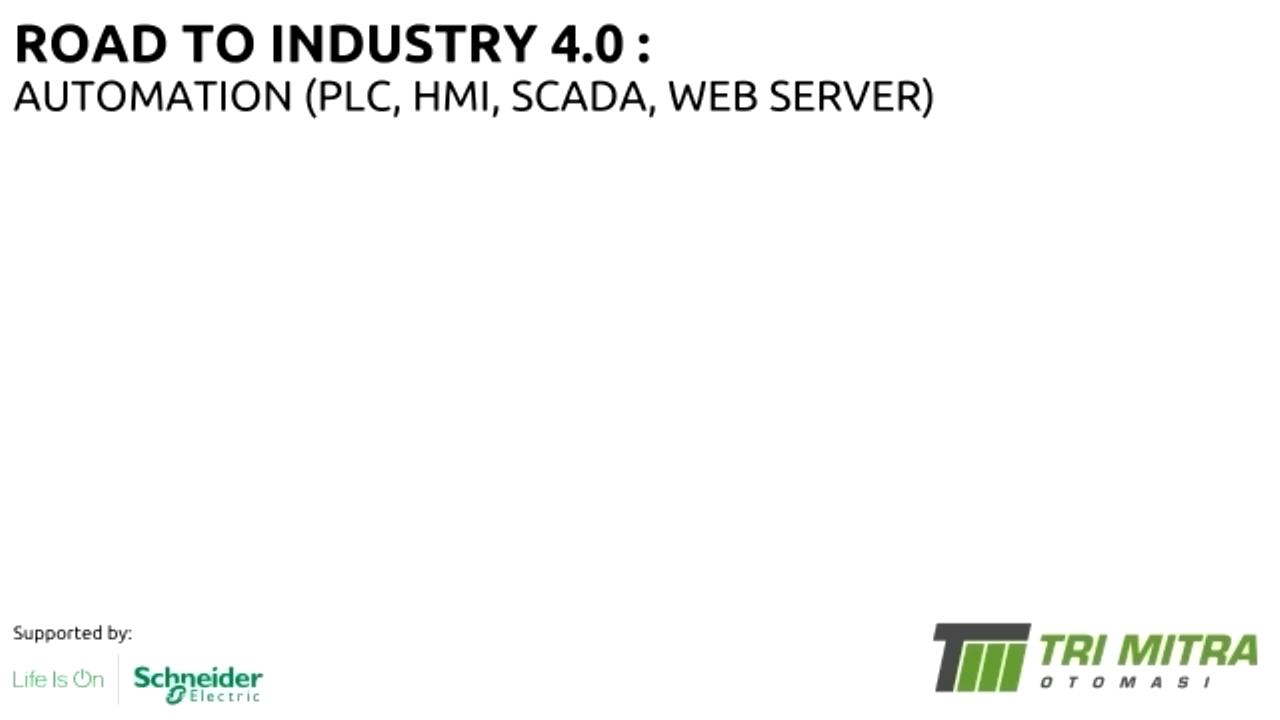 ROAD TO INDUSTRY 4.0 :
AUTOMATION (PLC, HMI, SCADA, WEB SERVER)
Supported by:
Life Is On
Schneider
Electric
TRI MITRA
OTOMASI